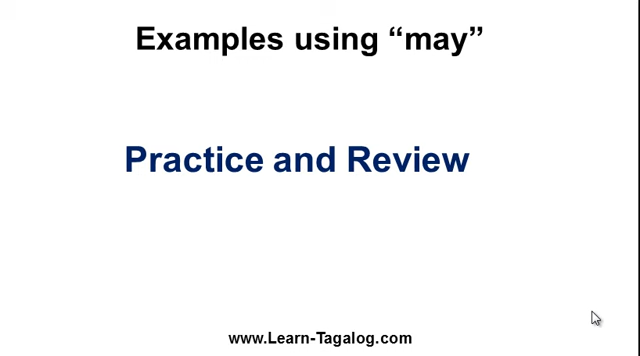 Examples using “may”
Practice and Review
www.Learn-Tagalog.com